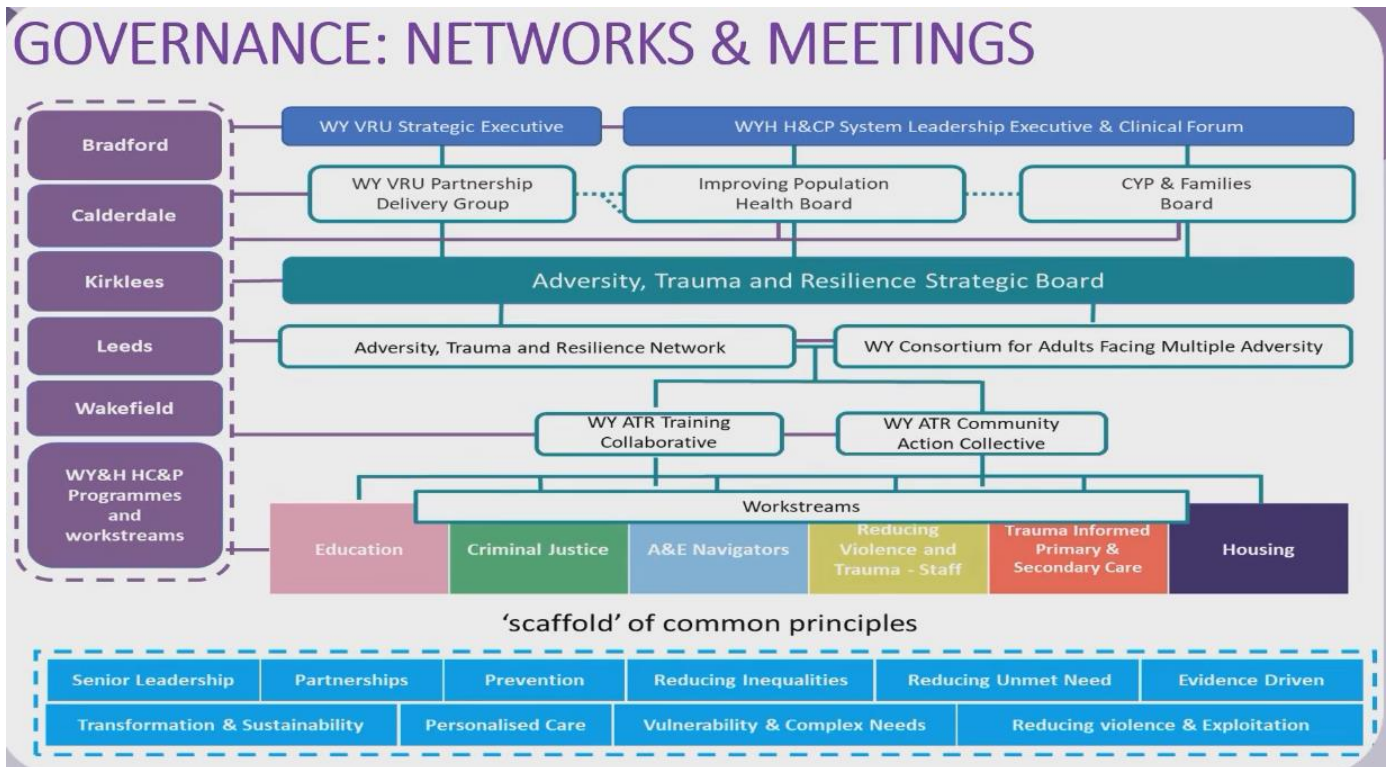 GOVERNANCE: NETWORKS & MEETINGS
Bradford
Calderdale
Kirklees
Leeds
Wakefield
WY&H HC&P
Programmes
and
workstreams
WY VRU Strategic Executive
WYH H&CP System Leadership Executive & Clinical Forum
WY VRU Partnership
Delivery Group
Improving Population
Health Board
CYP & Families
Board
Adversity, Trauma and Resilience Strategic Board
Adversity, Trauma and Resilience Network
WY Consortium for Adults Facing Multiple Adversity
WY ATR Training
Collaborative
WY ATR Community
Action Collective
Workstreams
Education
Criminal Justice
A&E Navigators
Reducing
Violence and
Trauma - Staff
Trauma Informed
Primary &
Secondary Care
Housing
‘scaffold’ of common principles
Senior Leadership
Partnerships
Prevention
Reducing Inequalities
Reducing Unmet Need
Evidence Driven
Transformation & Sustainability
Personalised Care
Vulnerability & Complex Needs
Reducing violence & Exploitation